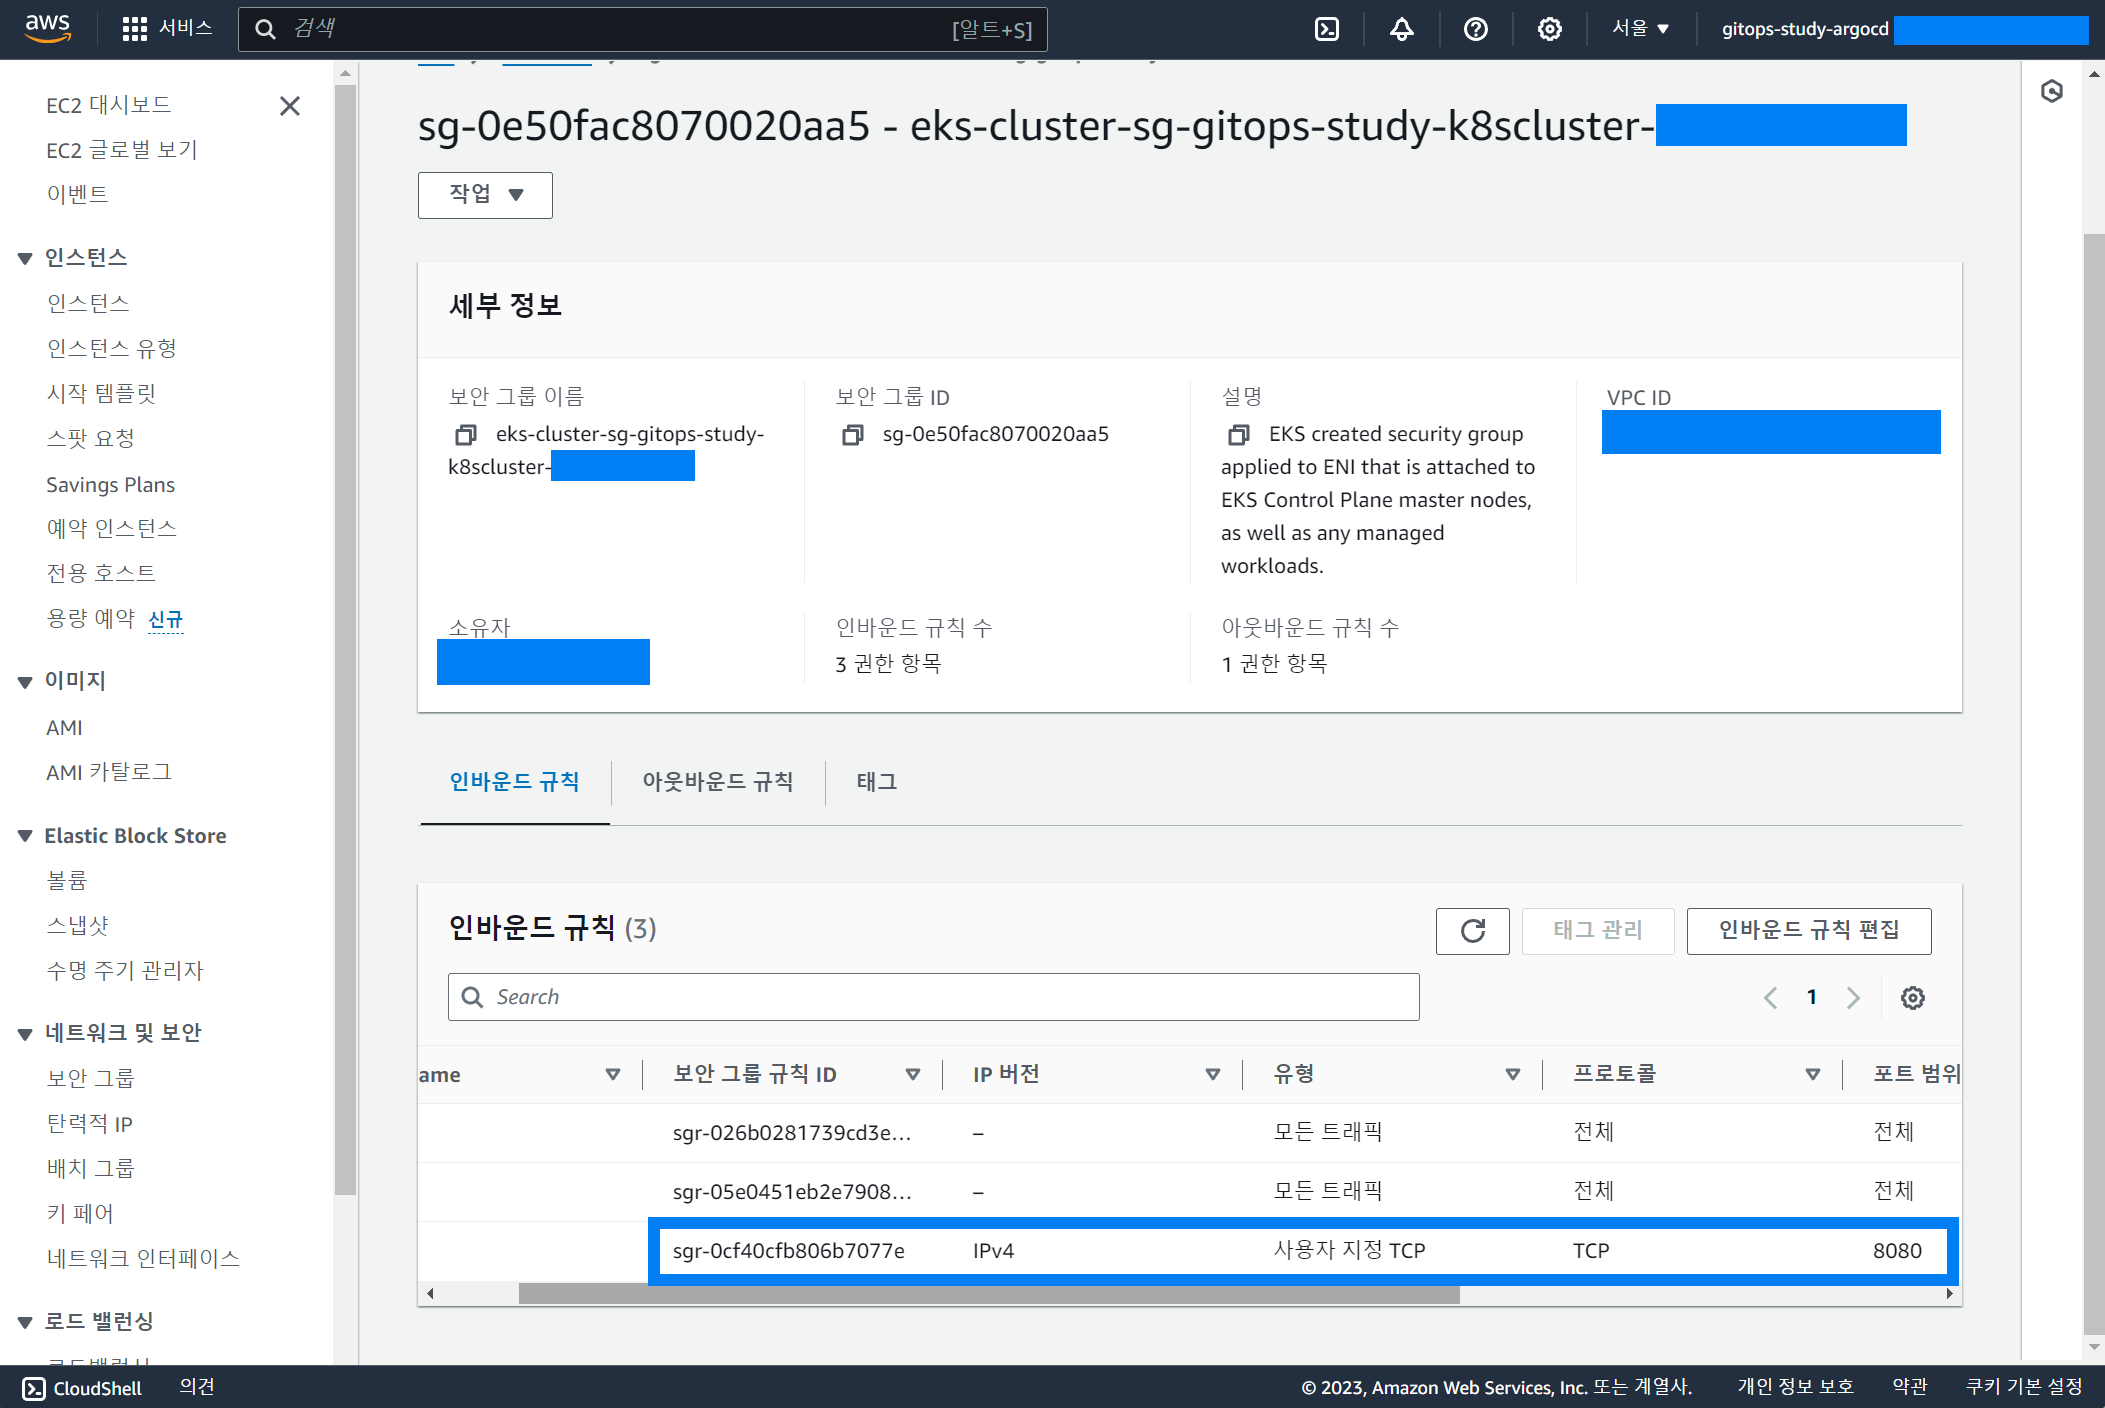 aws
서비스
검색
[알트+S]
서울
gitops-study-argocd
EC2 대시보드
EC2 글로벌 보기
이벤트
인스턴스
인스턴스
인스턴스 유형
시작 템플릿
스팟 요청
Savings Plans
예약 인스턴스
전용 호스트
용량 예약 신규
이미지
AMI
AMI 카탈로그
Elastic Block Store
볼륨
스냅샷
수명 주기 관리자
네트워크 및 보안
보안 그룹
탄력적 IP
배치 그룹
키 페어
네트워크 인터페이스
로드 밸런싱
sg-0e50fac8070020aa5 - eks-cluster-sg-gitops-study-k8scluster-
작업
세부 정보
보안 그룹 이름
eks-cluster-sg-gitops-study-
k8scluster-
보안 그룹 ID
sg-0e50fac8070020aa5
설명
EKS created security group
applied to ENI that is attached to
EKS Control Plane master nodes,
as well as any managed
workloads.
VPC ID
소유자
인바운드 규칙 수
3 권한 항목
아웃바운드 규칙 수
1 권한 항목
인바운드 규칙
아웃바운드 규칙
태그
인바운드 규칙 (3)
태그 관리
인바운드 규칙 편집
Search
1
ame 보안 그룹 규칙 ID IP 버전 유형 프로토콜 포트 범위
sgr-026b0281739cd3e... – 모든 트래픽 전체 전체
sgr-05e0451eb2e7908... – 모든 트래픽 전체 전체
sgr-0cf40cfb806b7077e IPv4 사용자 지정 TCP TCP 8080
CloudShell
의견
© 2023, Amazon Web Services, Inc. 또는 계열사.
개인 정보 보호
약관
쿠키 기본 설정